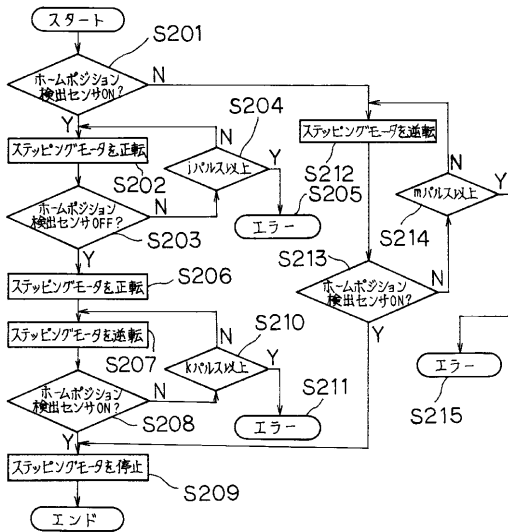 スタート
S201
ホームポジション
検出センサON?
N
Y
ステッピングモータを正転
S202
N
S204
jパルス以上
Y
S205
エラー
ホームポジション
検出センサOFF?
N
S203
Y
S206
ステッピングモータを正転
ステッピングモータを逆転
S207
N
S210
kパルス以上
Y
S211
エラー
ホームポジション
検出センサON?
N
S208
Y
ステッピングモータを停止
S209
エンド
ステッピングモータを逆転
S212
N
mパルス以上
Y
S214
S213
ホームポジション
検出センサON?
N
Y
エラー
S215